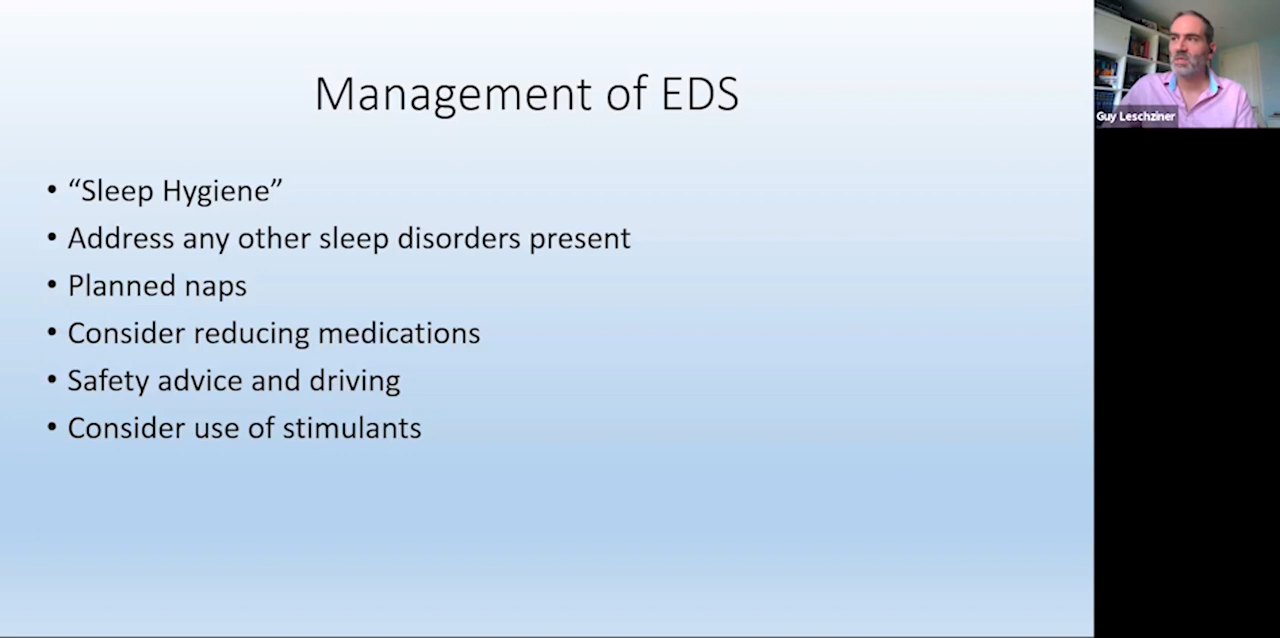 Management of EDS
• “Sleep Hygiene”
• Address any other sleep disorders present
• Planned naps
• Consider reducing medications
• Safety advice and driving
• Consider use of stimulants
Guy Leschziner